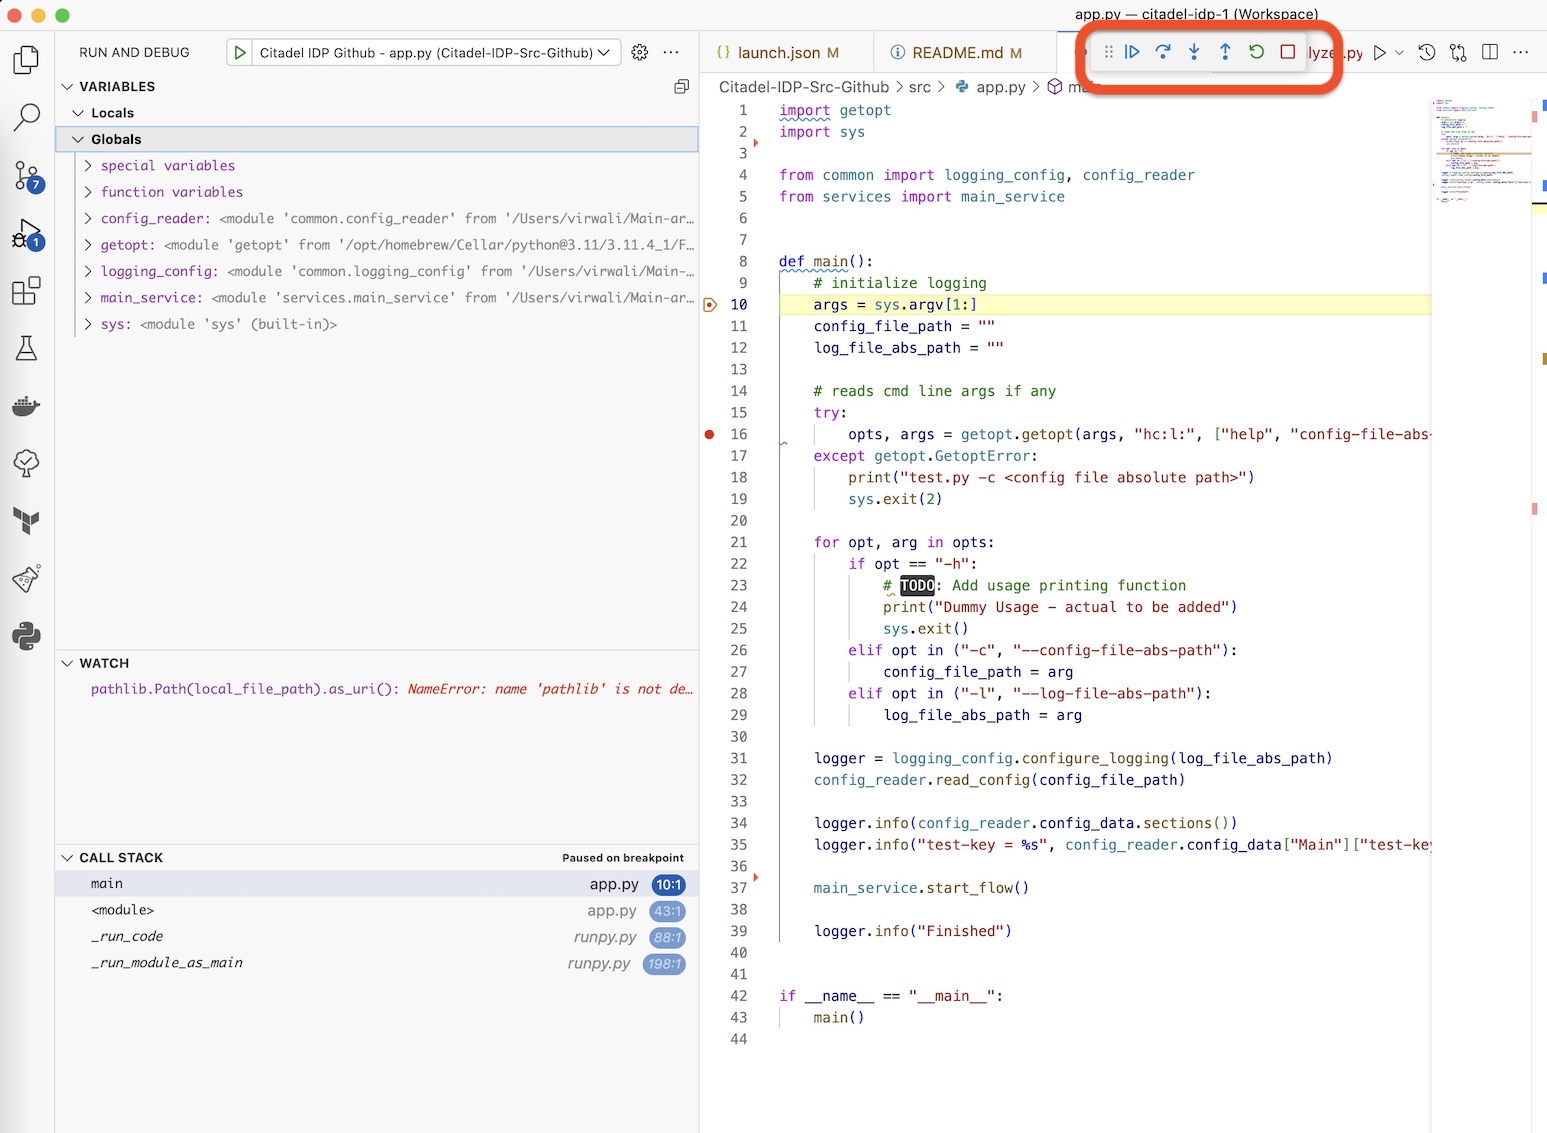 app.py — citadel-idp-1 (Workspace)
RUN AND DEBUG
Citadel IDP Github - app.py (Citadel-IDP-Src-Github)
{} launch.json M
README.md M
lyzer.py
VARIABLES
Locals
Globals
special variables
function variables
config_reader: <module 'common.config_reader' from '/Users/virwali/Main-ar…
getopt: <module 'getopt' from '/opt/homebrew/Cellar/python@3.11/3.11.4_1/F…
logging_config: <module 'common.logging_config' from '/Users/virwali/Main-…
main_service: <module 'services.main_service' from '/Users/virwali/Main-ar…
sys: <module 'sys' (built-in)>
7
1
WATCH
pathlib.Path(local_file_path).as_uri(): NameError: name 'pathlib' is not de…
CALL STACK
Paused on breakpoint
main app.py 10:1
<module> app.py 43:1
_run_code runpy.py 88:1
_run_module_as_main runpy.py 198:1
Citadel-IDP-Src-Github > src > app.py > ma
1 import getopt
2 import sys
3
4 from common import logging_config, config_reader
5 from services import main_service
6
7
8 def main():
9 # initialize logging
10 args = sys.argv[1:]
11 config_file_path = ""
12 log_file_abs_path = ""
13
14 # reads cmd line args if any
15 try:
16 opts, args = getopt.getopt(args, "hc:l:", ["help", "config-file-abs-
17 except getopt.GetoptError:
18 print("test.py -c <config file absolute path>")
19 sys.exit(2)
20
21 for opt, arg in opts:
22 if opt == "-h":
23 # TODO: Add usage printing function
24 print("Dummy Usage - actual to be added")
25 sys.exit()
26 elif opt in ("-c", "--config-file-abs-path"):
27 config_file_path = arg
28 elif opt in ("-l", "--log-file-abs-path"):
29 log_file_abs_path = arg
30
31 logger = logging_config.configure_logging(log_file_abs_path)
32 config_reader.read_config(config_file_path)
33
34 logger.info(config_reader.config_data.sections())
35 logger.info("test-key = %s", config_reader.config_data["Main"]["test-key
36
37 main_service.start_flow()
38
39 logger.info("Finished")
40
41
42 if __name__ == "__main__":
43 main()
44